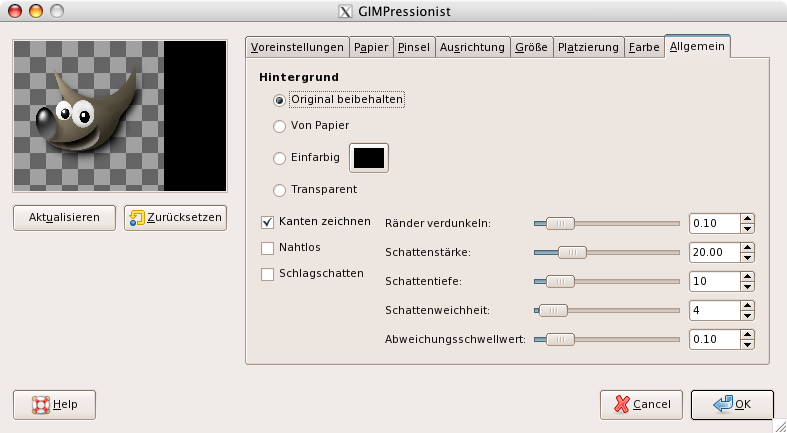 GIMPressionist
Voreinstellungen Papier Pinsel Ausrichtung Größe Platzierung Farbe Allgemein
Hintergrund
Original beibehalten
Von Papier
Einfarbig
Transparent
Aktualisieren Zurücksetzen
Kanten zeichnen Ränder verdunkeln: 0.10
Nahtlos Schattenstärke: 20.00
Schlagschatten Schattentiefe: 10
Schattenweichheit: 4
Abweichungsschwellwert: 0.10
Help Cancel OK